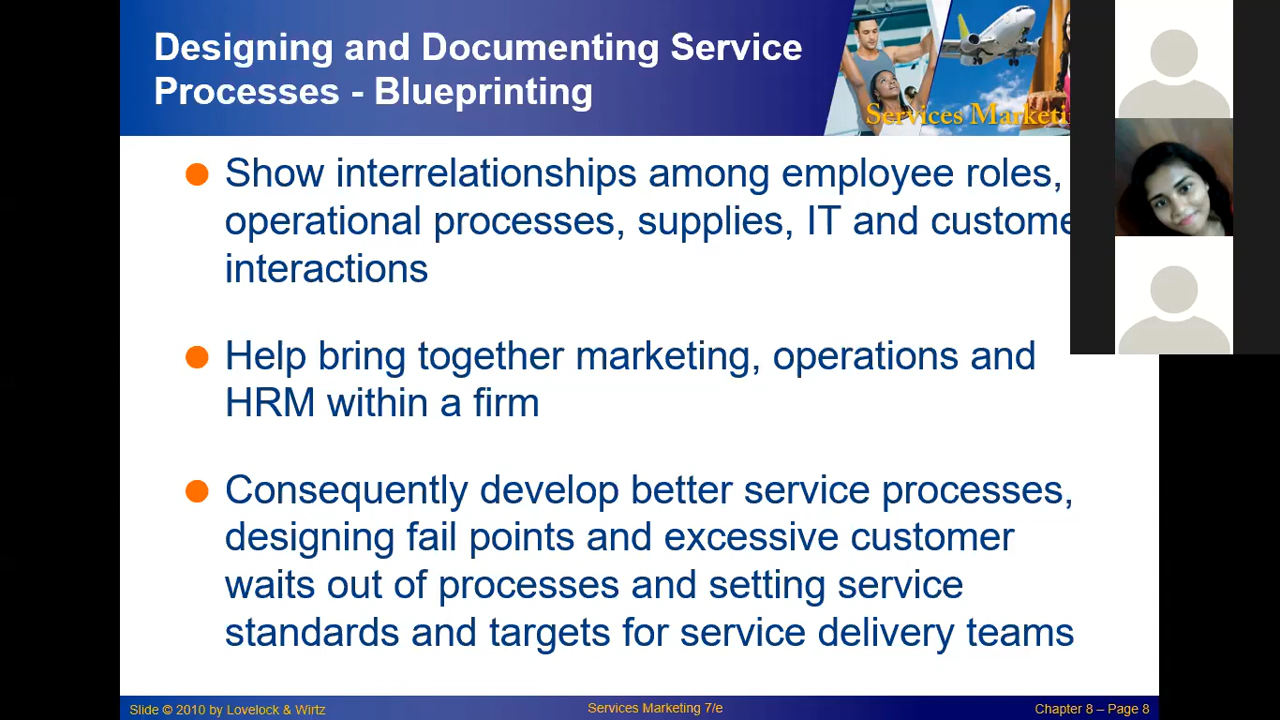 Designing and Documenting Service
Processes - Blueprinting
Services Marketi
Show interrelationships among employee roles,
operational processes, supplies, IT and custome
interactions
Help bring together marketing, operations and
HRM within a firm
Consequently develop better service processes,
designing fail points and excessive customer
waits out of processes and setting service
standards and targets for service delivery teams
Slide © 2010 by Lovelock & Wirtz
Services Marketing 7/e
Chapter 8 – Page 8